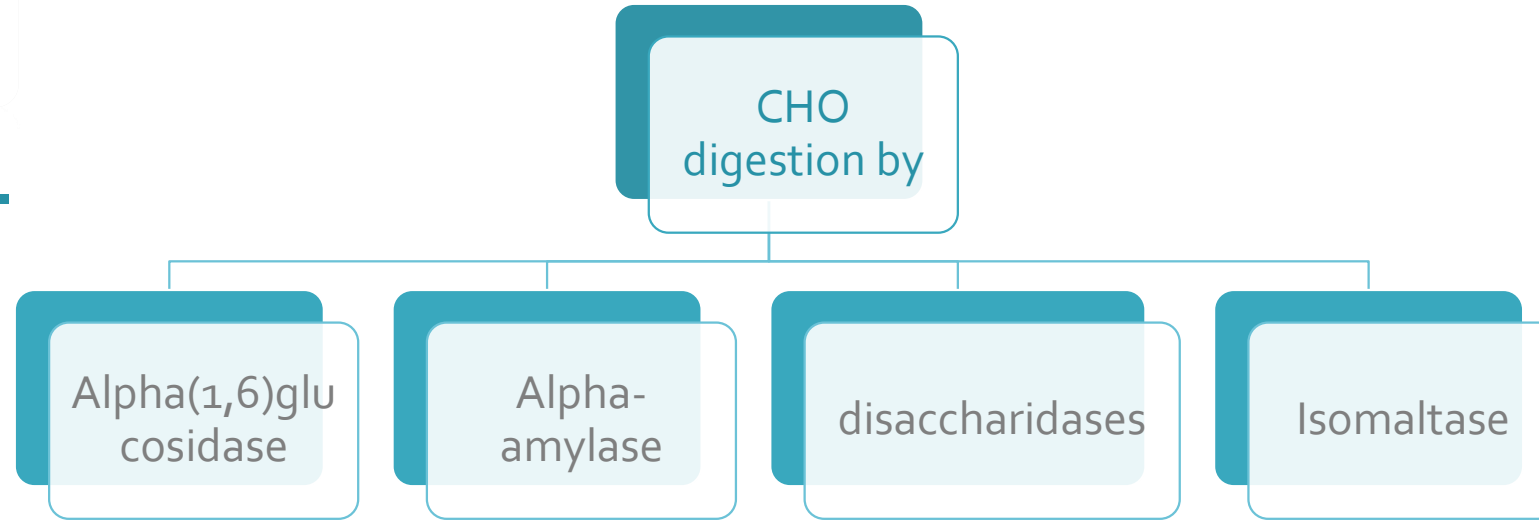 CHO
digestion by
Alpha(1,6)glu
cosidase
Alpha-
amylase
disaccharidases
Isomaltase